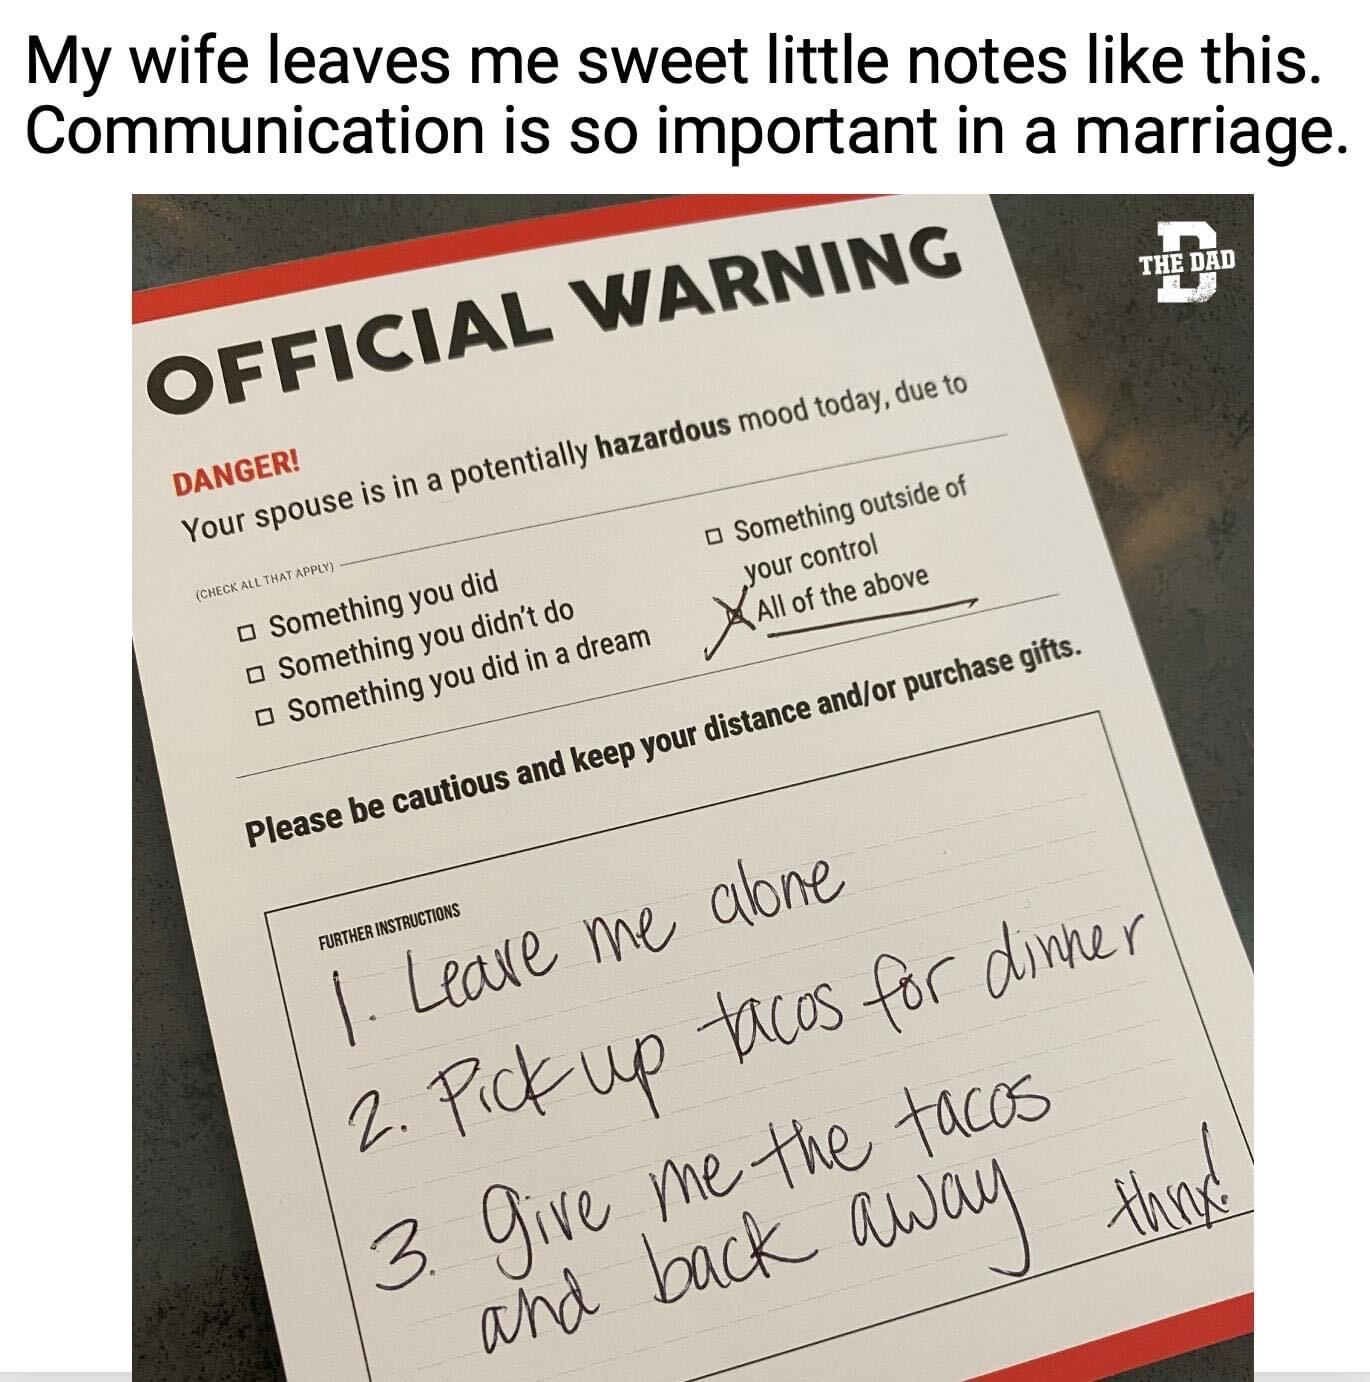 My wife leaves me sweet little notes like this.
Communication is so important in a marriage.
THE DAD
OFFICIAL WARNING
DANGER!
Your spouse is in a potentially hazardous mood today, due to
(CHECK ALL THAT APPLY)
Something you did
Something you didn't do
Something you did in a dream
Something outside of
your control
All of the above
Please be cautious and keep your distance and/or purchase gifts.
FURTHER INSTRUCTIONS
1. Leave me alone
2. Pick up tacos for dinner
3. Give me the tacos
and back away
thnx!